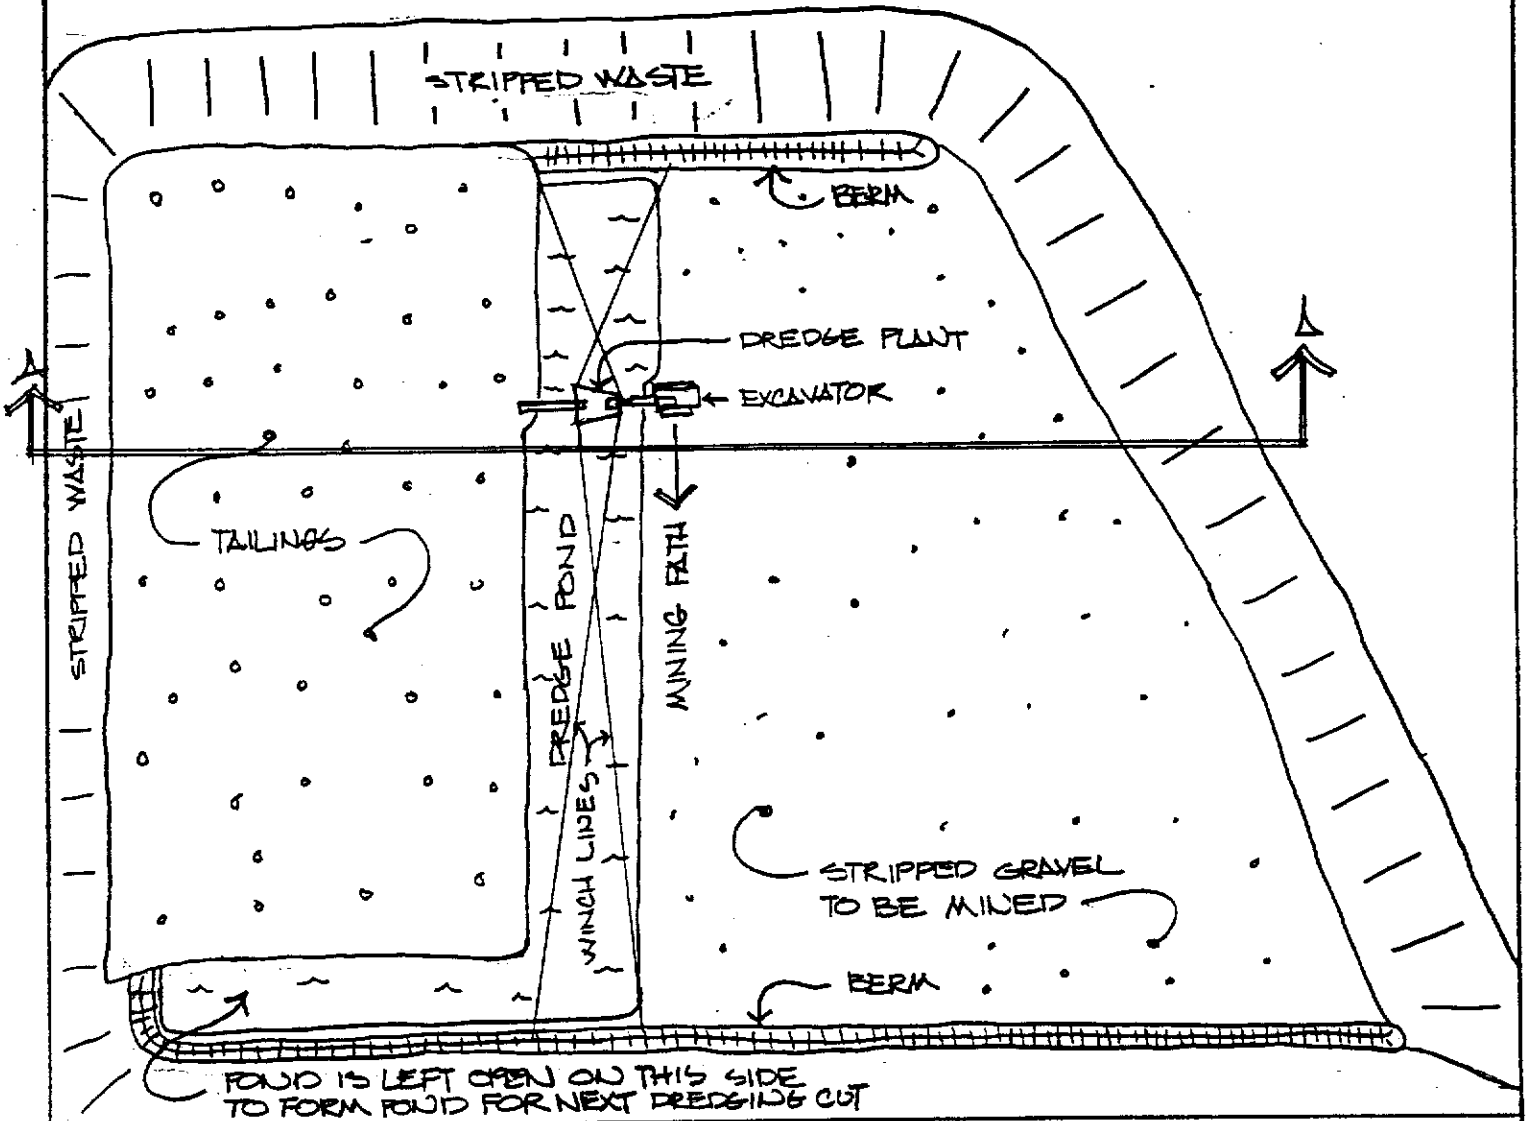 STRIPPED WASTE
BERM
DREDGE PLANT
EXCAVATOR
A
A
STRIPPED WASTE
TAILINGS
DREDGE POND
MINING PATH
WINCH LINES
STRIPPED GRAVEL
TO BE MINED
BERM
POND IS LEFT OPEN ON THIS SIDE
TO FORM POND FOR NEXT DREDGING CUT